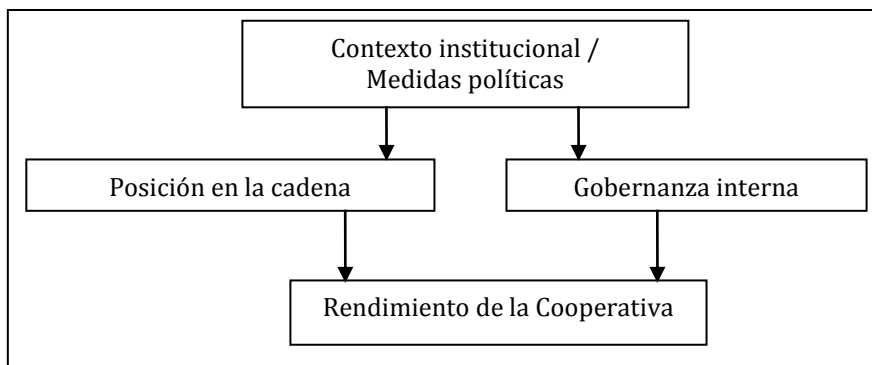 Contexto institucional /
Medidas políticas
Posición en la cadena
Gobernanza interna
Rendimiento de la Cooperativa